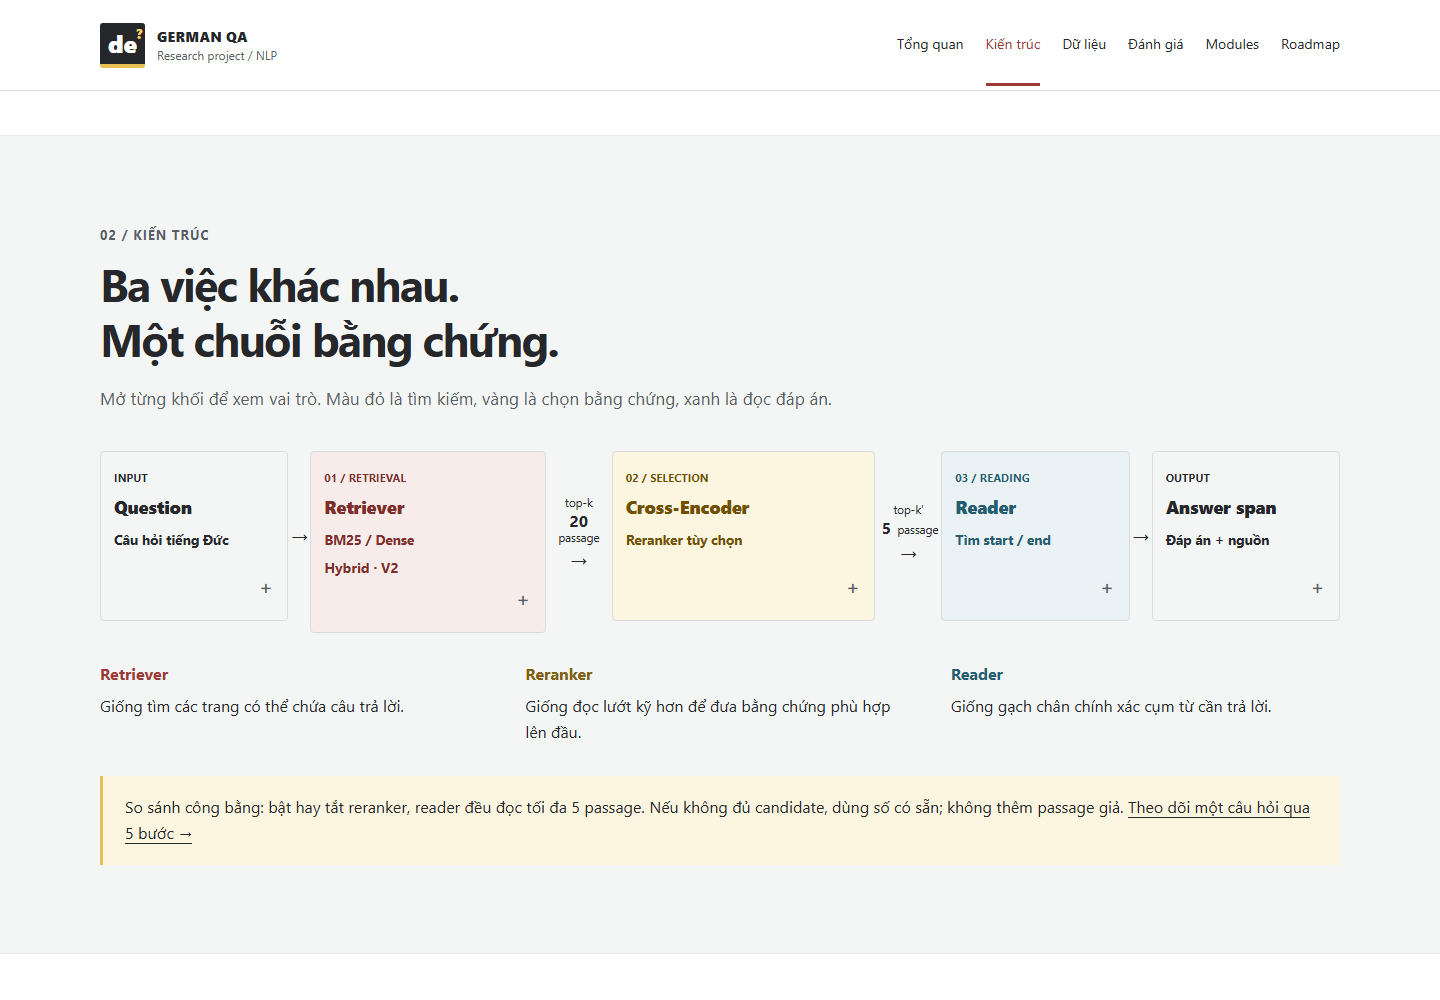 de?
GERMAN QA
Research project / NLP
Tổng quan
Kiến trúc
Dữ liệu
Đánh giá
Modules
Roadmap
02 / KIẾN TRÚC
Ba việc khác nhau.
Một chuỗi bằng chứng.
Mở từng khối để xem vai trò. Màu đỏ là tìm kiếm, vàng là chọn bằng chứng, xanh là đọc đáp án.
INPUT
Question
Câu hỏi tiếng Đức
+
→
01 / RETRIEVAL
Retriever
BM25 / Dense
Hybrid · V2
+
top-k
20
passage
→
02 / SELECTION
Cross-Encoder
Reranker tùy chọn
+
top-k′
5 passage
→
03 / READING
Reader
Tìm start / end
+
→
OUTPUT
Answer span
Đáp án + nguồn
+
Retriever
Giống tìm các trang có thể chứa câu trả lời.
Reranker
Giống đọc lướt kỹ hơn để đưa bằng chứng phù hợp
lên đầu.
Reader
Giống gạch chân chính xác cụm từ cần trả lời.
So sánh công bằng: bật hay tắt reranker, reader đều đọc tối đa 5 passage. Nếu không đủ candidate, dùng số có sẵn; không thêm passage giả. Theo dõi một câu hỏi qua
5 bước →